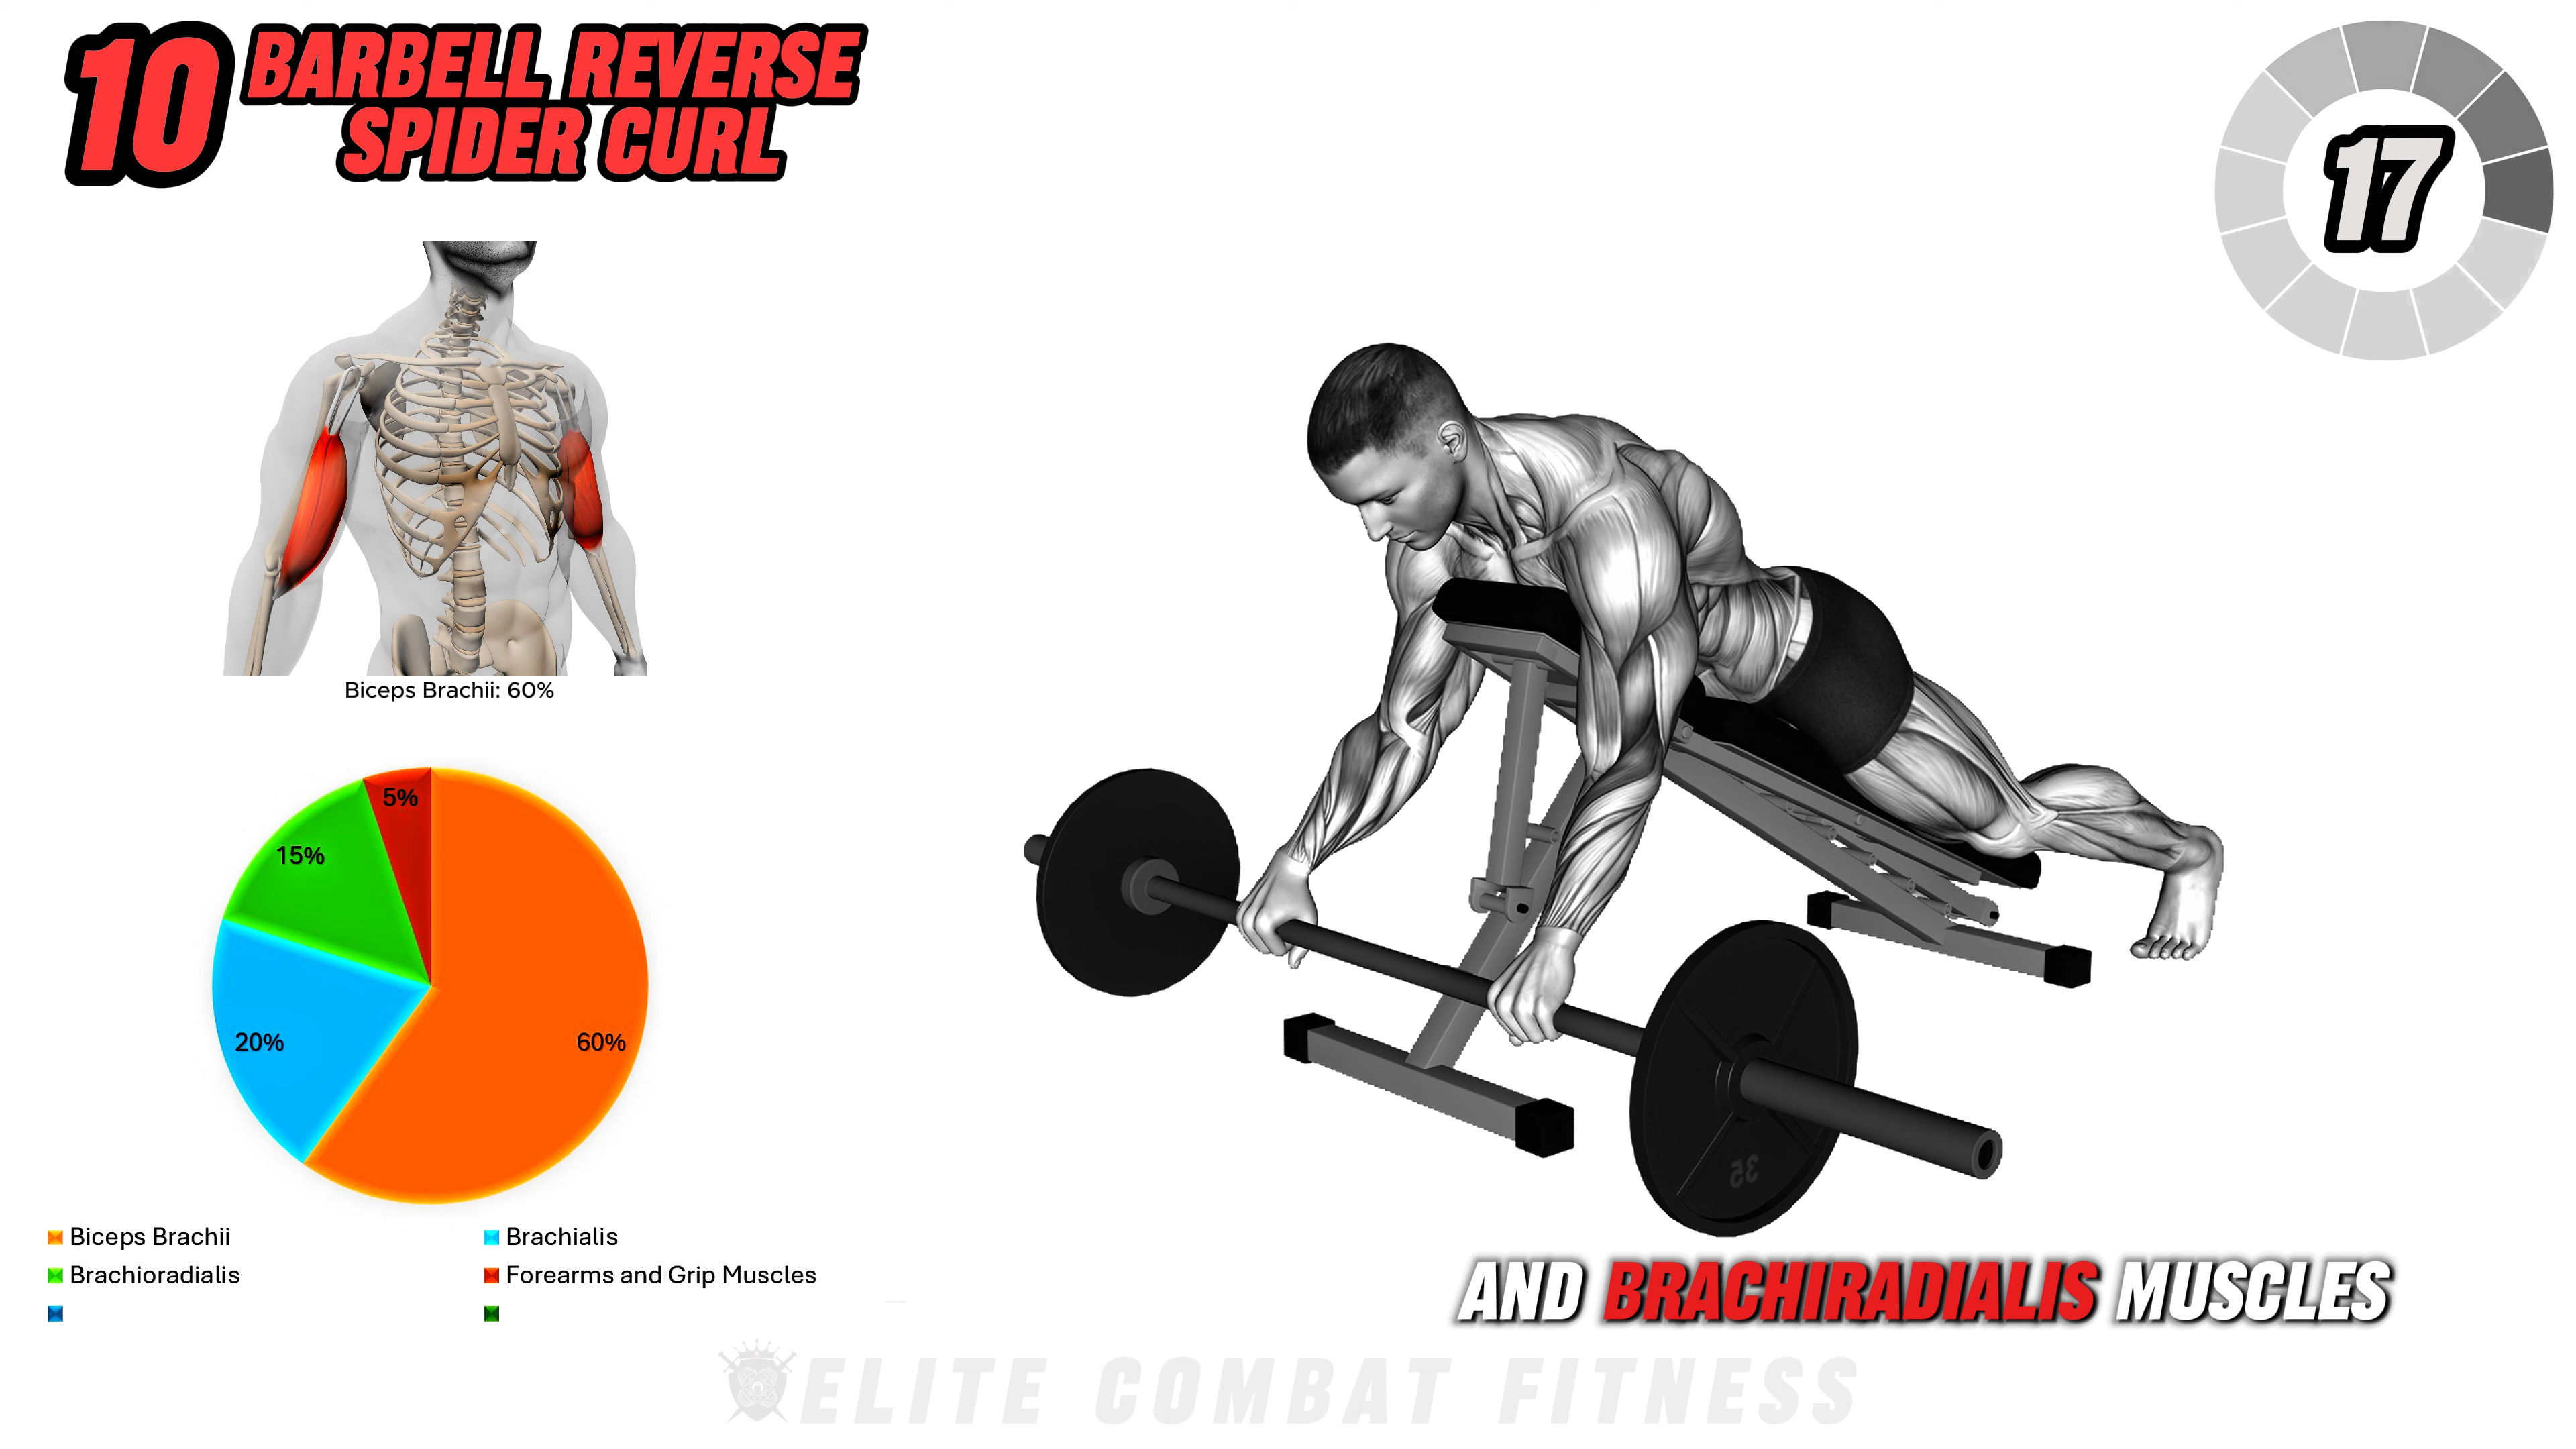 10 BARBELL REVERSE
SPIDER CURL
17
Biceps Brachii: 60%
5%
15%
20%
60%
Biceps Brachii
Brachialis
Brachioradialis
Forearms and Grip Muscles
35
AND BRACHIRADIALIS MUSCLES
ELITE COMBAT FITNESS